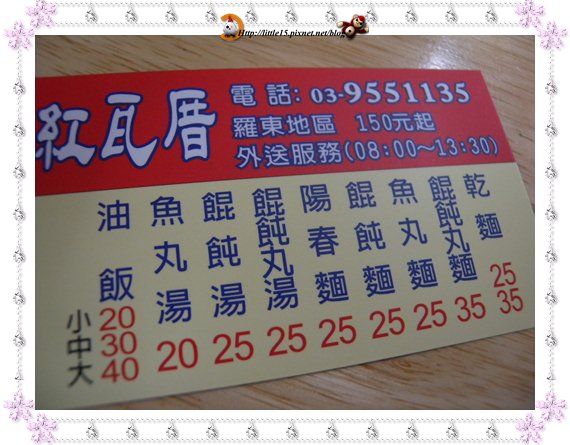 Http://little15.pixnet.net/blog
紅瓦厝
電話: 03-9551135
羅東地區 150元起
外送服務(08:00~13:30)
油飯 小20 中30 大40
魚丸湯 20
餛飩湯 25
餛飩丸湯 25
陽春麵 25
餛飩麵 25
魚丸麵 25
餛飩丸麵 35
乾麵 25 35